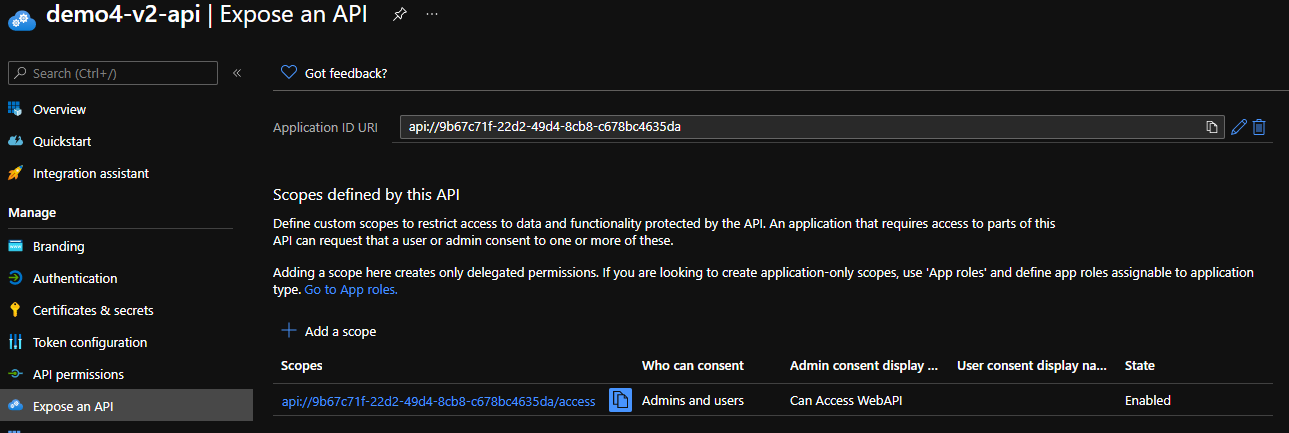 demo4-v2-api | Expose an API
Search (Ctrl+/)
Got feedback?
Overview
Quickstart
Integration assistant
Manage
Branding
Authentication
Certificates & secrets
Token configuration
API permissions
Expose an API
Application ID URI
api://9b67c71f-22d2-49d4-8cb8-c678bc4635da
Scopes defined by this API
Define custom scopes to restrict access to data and functionality protected by the API. An application that requires access to parts of this
API can request that a user or admin consent to one or more of these.
Adding a scope here creates only delegated permissions. If you are looking to create application-only scopes, use 'App roles' and define app roles assignable to application
type. Go to App roles.
Add a scope
Scopes Who can consent Admin consent display ... User consent display na... State
api://9b67c71f-22d2-49d4-8cb8-c678bc4635da/access Admins and users Can Access WebAPI Enabled